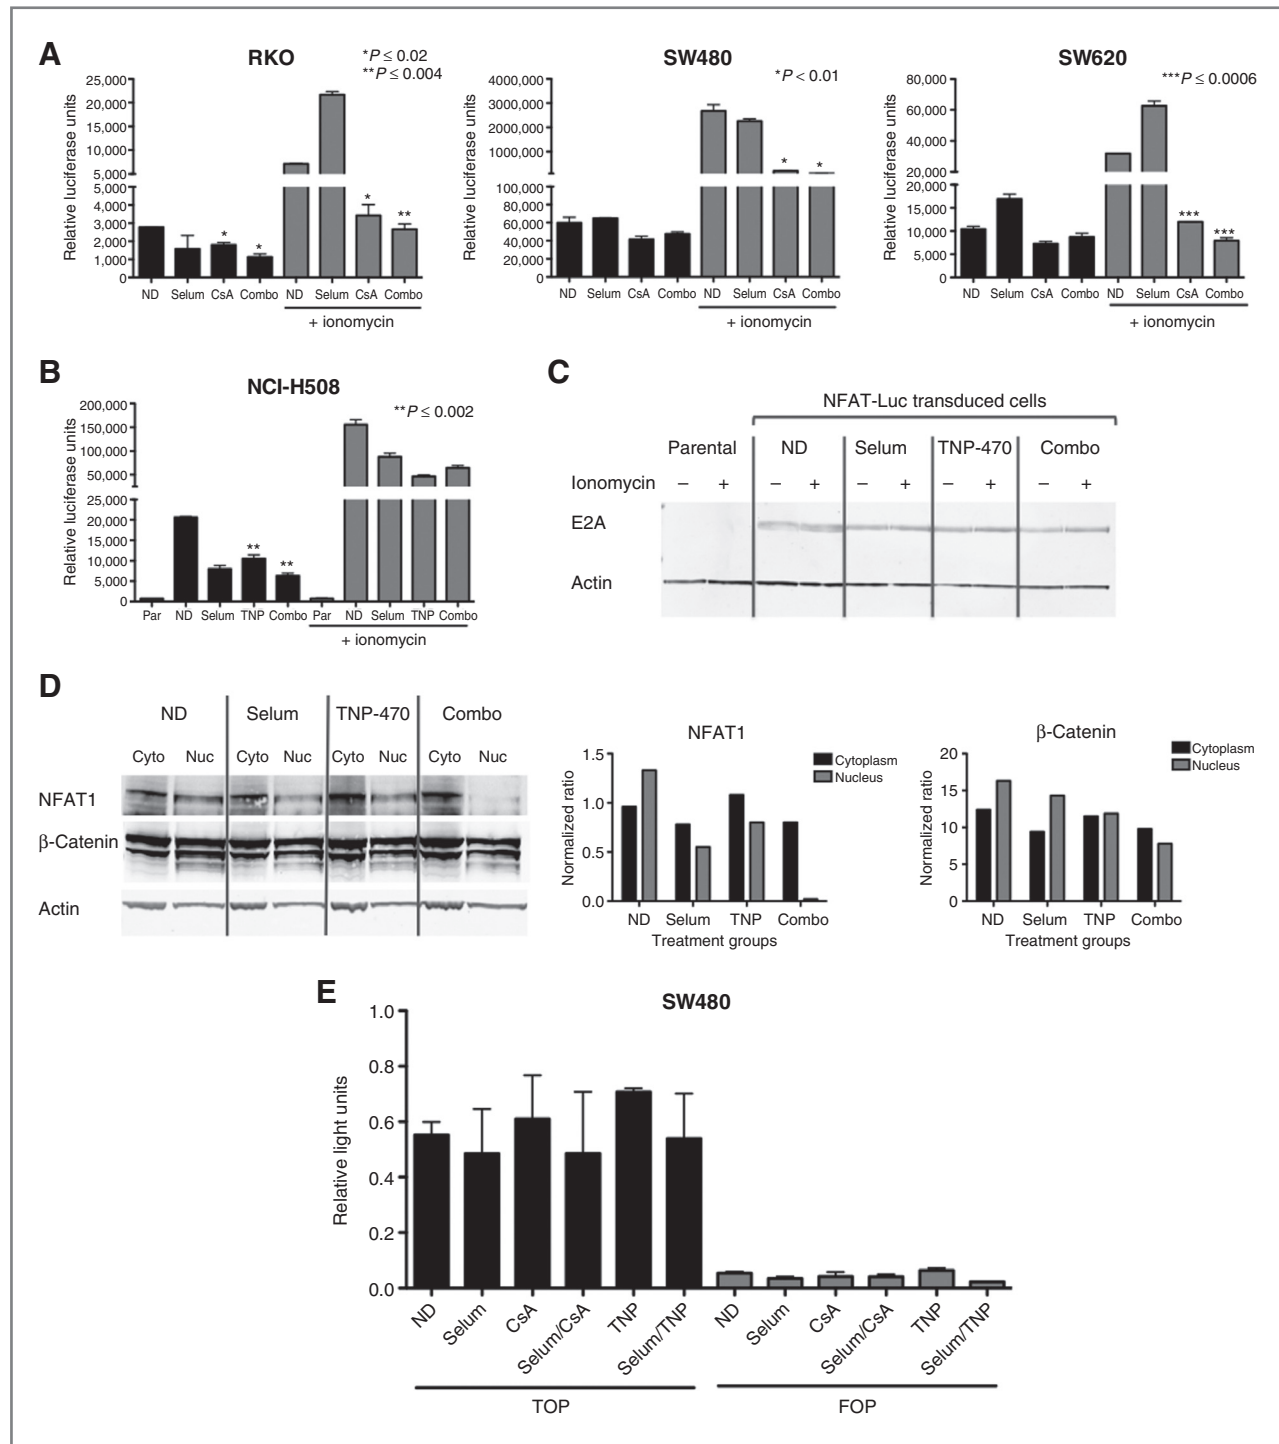 A
RKO
*P ≤ 0.02
**P ≤ 0.004
Relative luciferase units
25,000
20,000
15,000
10,000
5,000
5,000
4,000
3,000
2,000
1,000
0
*
*
*
**
ND Selum CsA Combo ND Selum CsA Combo
+ ionomycin
SW480
*P < 0.01
Relative luciferase units
4000,000
3000,000
2000,000
1000,000
100,000
80,000
60,000
40,000
20,000
0
*
*
ND Selum CsA Combo ND Selum CsA Combo
+ ionomycin
SW620
***P ≤ 0.0006
Relative luciferase units
80,000
60,000
40,000
20,000
20,000
15,000
10,000
5,000
0
***
***
ND Selum CsA Combo ND Selum CsA Combo
+ ionomycin
B
NCI-H508
**P ≤ 0.002
Relative luciferase units
200,000
150,000
100,000
50,000
25,000
20,000
15,000
10,000
5,000
0
**
**
Par ND Selum TNP Combo Par ND Selum TNP Combo
+ ionomycin
C
NFAT-Luc transduced cells
Parental ND Selum TNP-470 Combo
Ionomycin − + − + − + − + − +
E2A
Actin
D
ND Selum TNP-470 Combo
Cyto Nuc Cyto Nuc Cyto Nuc Cyto Nuc
NFAT1
β-Catenin
Actin
NFAT1
Cytoplasm
Nucleus
Normalized ratio
1.5
1.0
0.5
0.0
ND Selum TNP Combo
Treatment groups
β-Catenin
Cytoplasm
Nucleus
Normalized ratio
20
15
10
5
0
ND Selum TNP Combo
Treatment groups
E
SW480
Relative light units
1.0
0.8
0.6
0.4
0.2
0.0
ND Selum CsA Selum/CsA TNP Selum/TNP ND Selum CsA Selum/CsA TNP Selum/TNP
TOP FOP